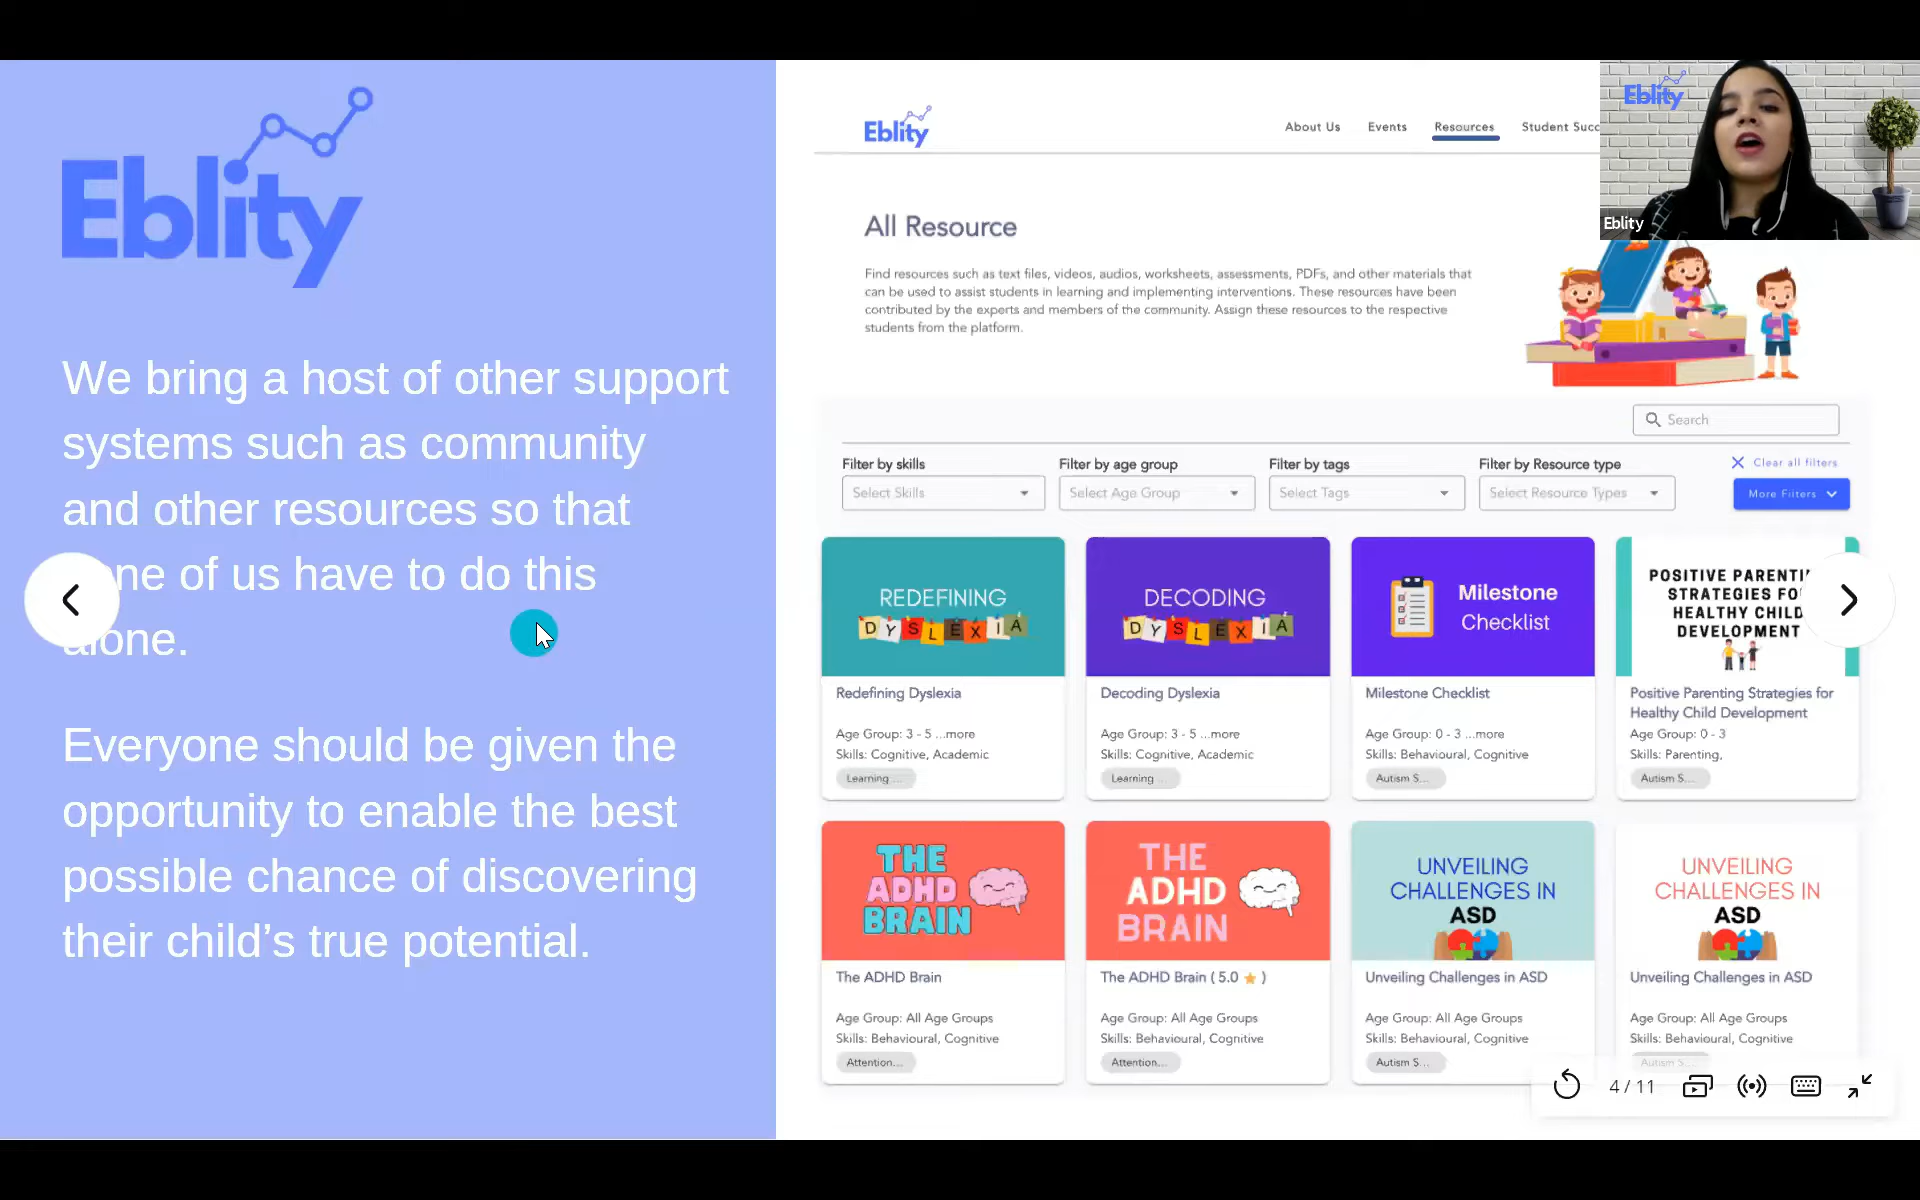 Eblity
We bring a host of other support
systems such as community
and other resources so that
of us have to do this
alone.
Everyone should be given the
opportunity to enable the best
possible chance of discovering
their child’s true potential.
Eblity
About Us Events Resources Student Succ
Eblity
Eblity
All Resource
Find resources such as text files, videos, audios, worksheets, assessments, PDFs, and other materials that
can be used to assist students in learning and implementing interventions. These resources have been
contributed by the experts and members of the community. Assign these resources to the respective
students from the platform.
Search
Filter by skills Filter by age group Filter by tags Filter by Resource type Clear all filters
Select Skills Select Age Group Select Tags Select Resource Types More Filters
REDEFINING
DYSLEXIA
DECODING
DYSLEXIA
Milestone
Checklist
POSITIVE PARENTI
STRATEGIES FO
HEALTHY CHILD
DEVELOPMENT
Redefining Dyslexia
Age Group: 3 - 5 ...more
Skills: Cognitive, Academic
Learning ...
Decoding Dyslexia
Age Group: 3 - 5 ...more
Skills: Cognitive, Academic
Learning ...
Milestone Checklist
Age Group: 0 - 3 ...more
Skills: Behavioural, Cognitive
Autism S...
Positive Parenting Strategies for
Healthy Child Development
Age Group: 0 - 3
Skills: Parenting,
Autism S...
THE
ADHD
BRAIN
THE
ADHD
BRAIN
UNVEILING
CHALLENGES IN
ASD
UNVEILING
CHALLENGES IN
ASD
The ADHD Brain
Age Group: All Age Groups
Skills: Behavioural, Cognitive
Attention...
The ADHD Brain ( 5.0 ★ )
Age Group: All Age Groups
Skills: Behavioural, Cognitive
Attention...
Unveiling Challenges in ASD
Age Group: All Age Groups
Skills: Behavioural, Cognitive
Autism S...
Unveiling Challenges in ASD
Age Group: All Age Groups
Skills: Behavioural, Cognitive
Autism S...
4 / 11